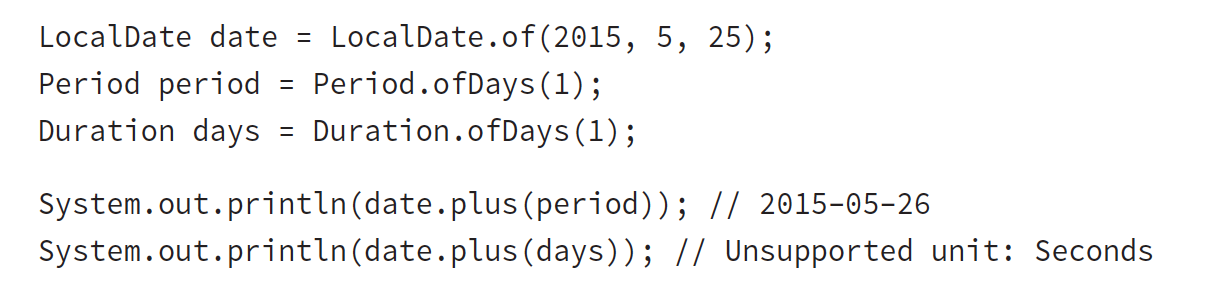 LocalDate date = LocalDate.of(2015, 5, 25);
Period period = Period.ofDays(1);
Duration days = Duration.ofDays(1);
System.out.println(date.plus(period)); // 2015-05-26
System.out.println(date.plus(days)); // Unsupported unit: Seconds